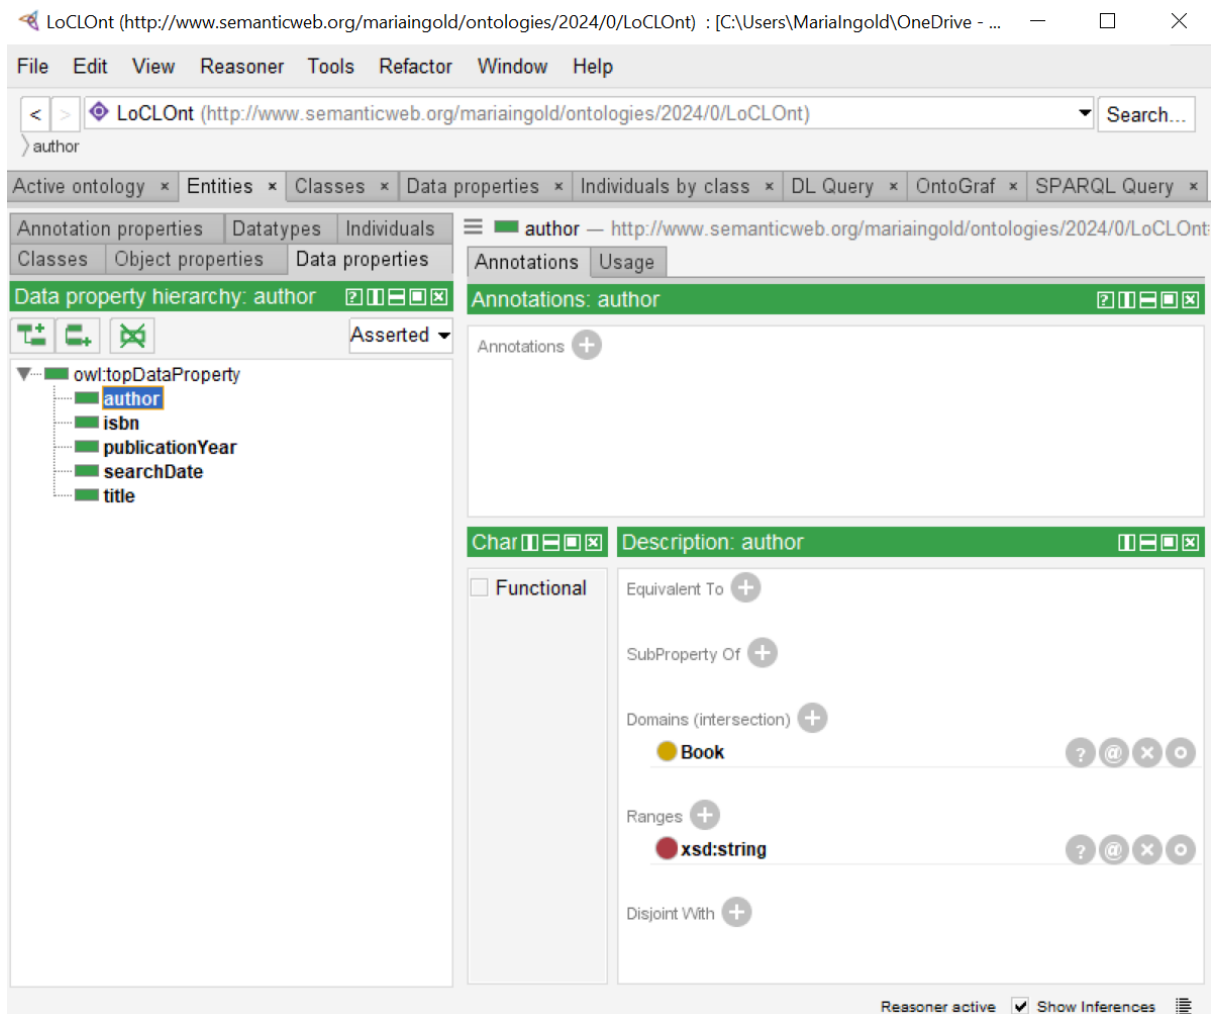 LoCLOnt (http://www.semanticweb.org/mariaingold/ontologies/2024/0/LoCLOnt) : [C:\Users\MariaIngold\OneDrive - ...
File Edit View Reasoner Tools Refactor Window Help
< > LoCLOnt (http://www.semanticweb.org/mariaingold/ontologies/2024/0/LoCLOnt) Search...
author
Active ontology × Entities × Classes × Data properties × Individuals by class × DL Query × OntoGraf × SPARQL Query ×
Annotation properties Datatypes Individuals
Classes Object properties Data properties
Data property hierarchy: author
Asserted
owl:topDataProperty
author
isbn
publicationYear
searchDate
title
author — http://www.semanticweb.org/mariaingold/ontologies/2024/0/LoCLOnt
Annotations Usage
Annotations: author
Annotations
Char
Functional
Description: author
Equivalent To
SubProperty Of
Domains (intersection)
Book
Ranges
xsd:string
Disjoint With
Reasoner active Show Inferences